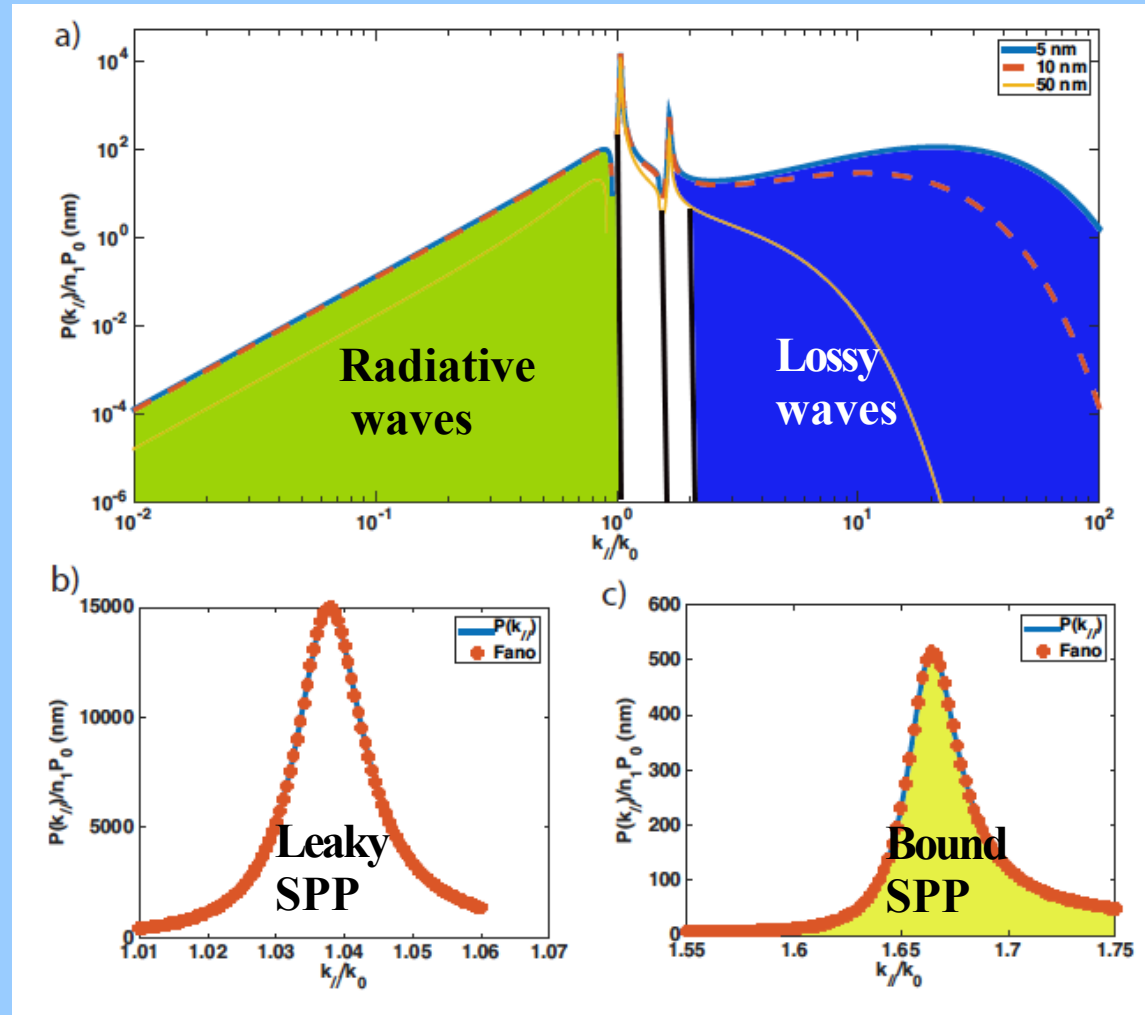 a)
5 nm
10 nm
50 nm
P(k//)/n1P0 (nm)
10^4
10^2
10^0
10^-2
10^-4
10^-6
Radiative
waves
Lossy
waves
10^-2
10^-1
10^0
10^1
10^2
k///k0
b)
P(k//)/n1P0 (nm)
15000
10000
5000
0
P(k//)
Fano
Leaky
SPP
1.01
1.02
1.03
1.04
1.05
1.06
1.07
k///k0
c)
P(k//)/n1P0 (nm)
600
500
400
300
200
100
0
P(k//)
Fano
Bound
SPP
1.55
1.6
1.65
1.7
1.75
k///k0